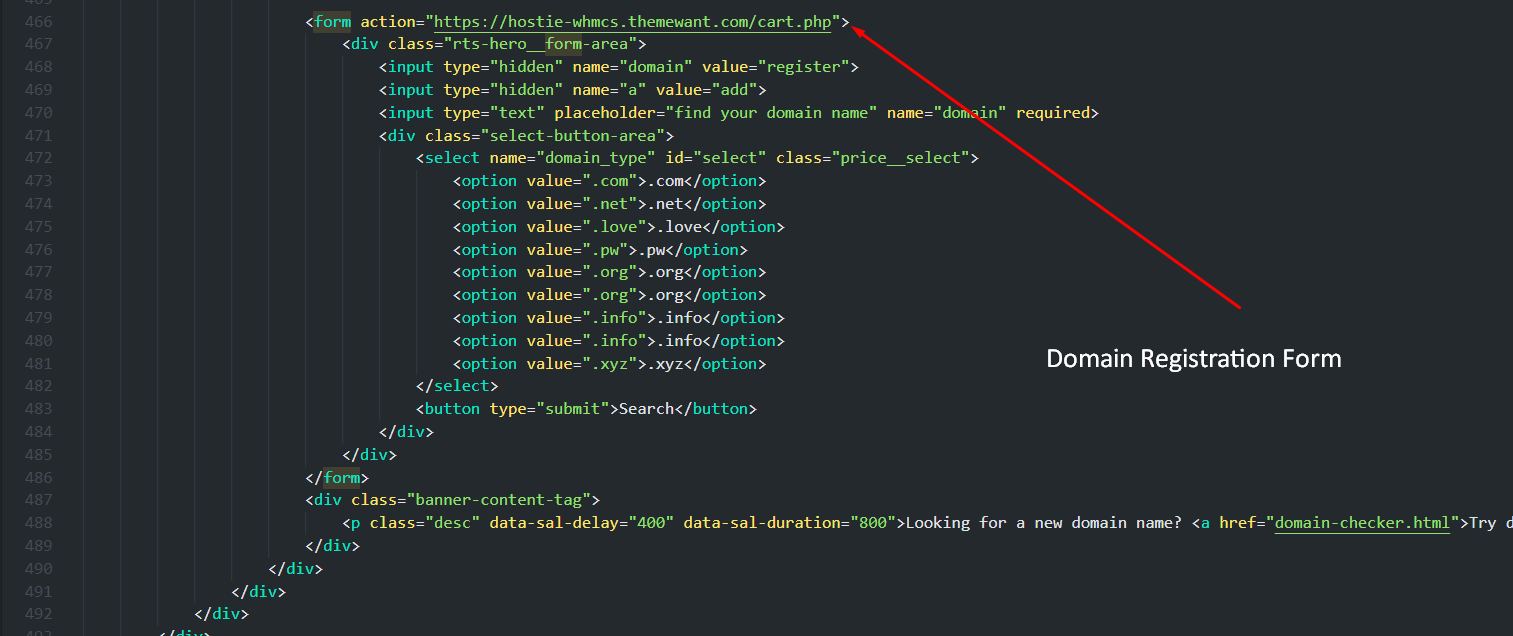 466 <form action="https://hostie-whmcs.themewant.com/cart.php">
467 <div class="rts-hero__form-area">
468 <input type="hidden" name="domain" value="register">
469 <input type="hidden" name="a" value="add">
470 <input type="text" placeholder="find your domain name" name="domain" required>
471 <div class="select-button-area">
472 <select name="domain_type" id="select" class="price__select">
473 <option value=".com">.com</option>
474 <option value=".net">.net</option>
475 <option value=".love">.love</option>
476 <option value=".pw">.pw</option>
477 <option value=".org">.org</option>
478 <option value=".org">.org</option>
479 <option value=".info">.info</option>
480 <option value=".info">.info</option>
481 <option value=".xyz">.xyz</option>
Domain Registration Form
482 </select>
483 <button type="submit">Search</button>
484 </div>
485 </div>
486 </form>
487 <div class="banner-content-tag">
488 <p class="desc" data-sal-delay="400" data-sal-duration="800">Looking for a new domain name? <a href="domain-checker.html">Try d
489 </div>
490 </div>
491 </div>
492 </div>
493 </div>